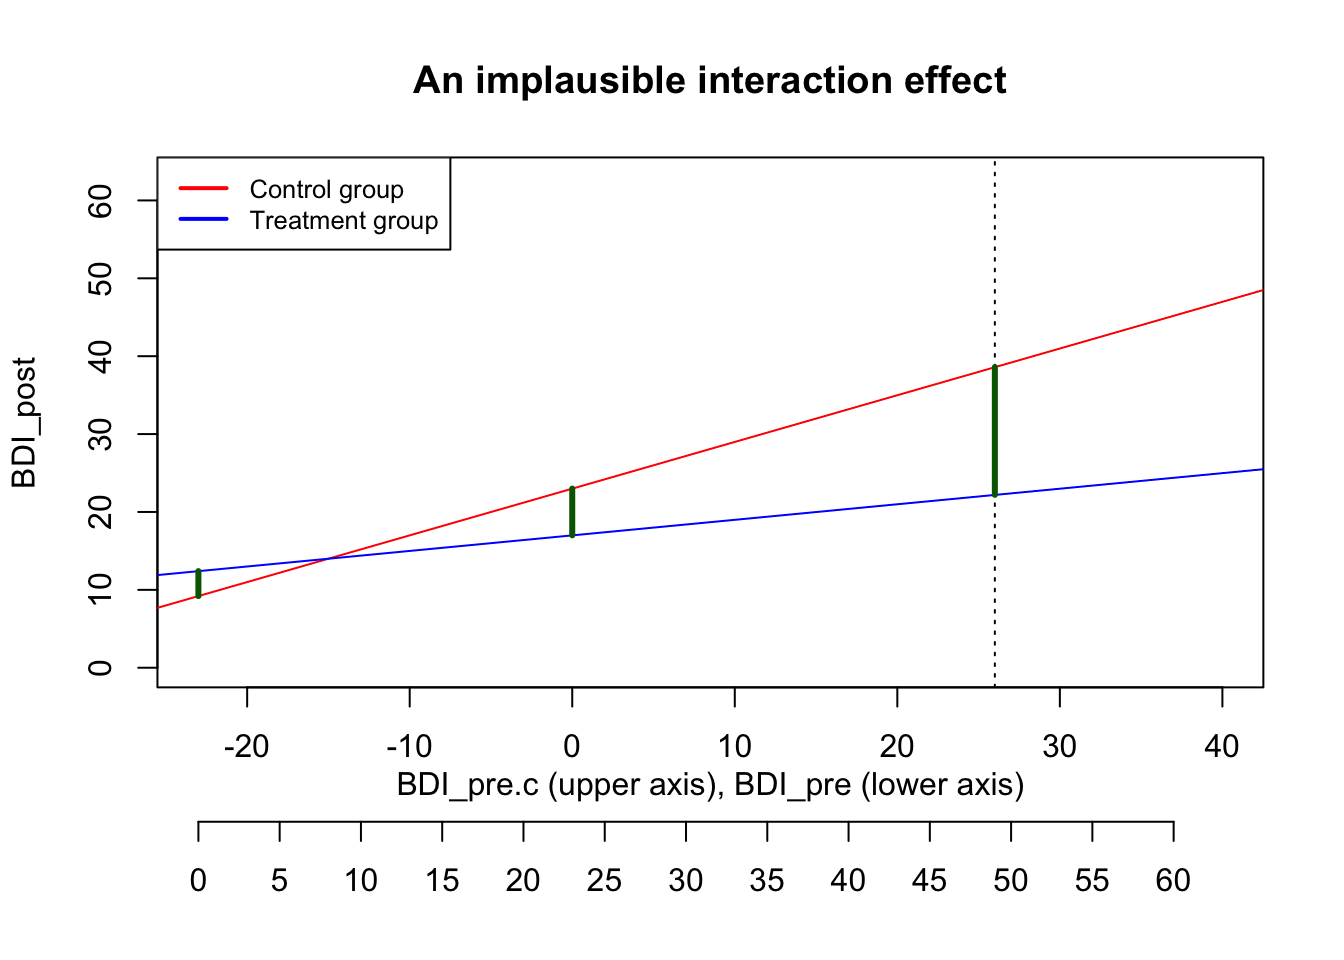 An implausible interaction effect
Control group
Treatment group
BDI_post
60
50
40
30
20
10
0
-20 -10 0 10 20 30 40
BDI_pre.c (upper axis), BDI_pre (lower axis)
0 5 10 15 20 25 30 35 40 45 50 55 60